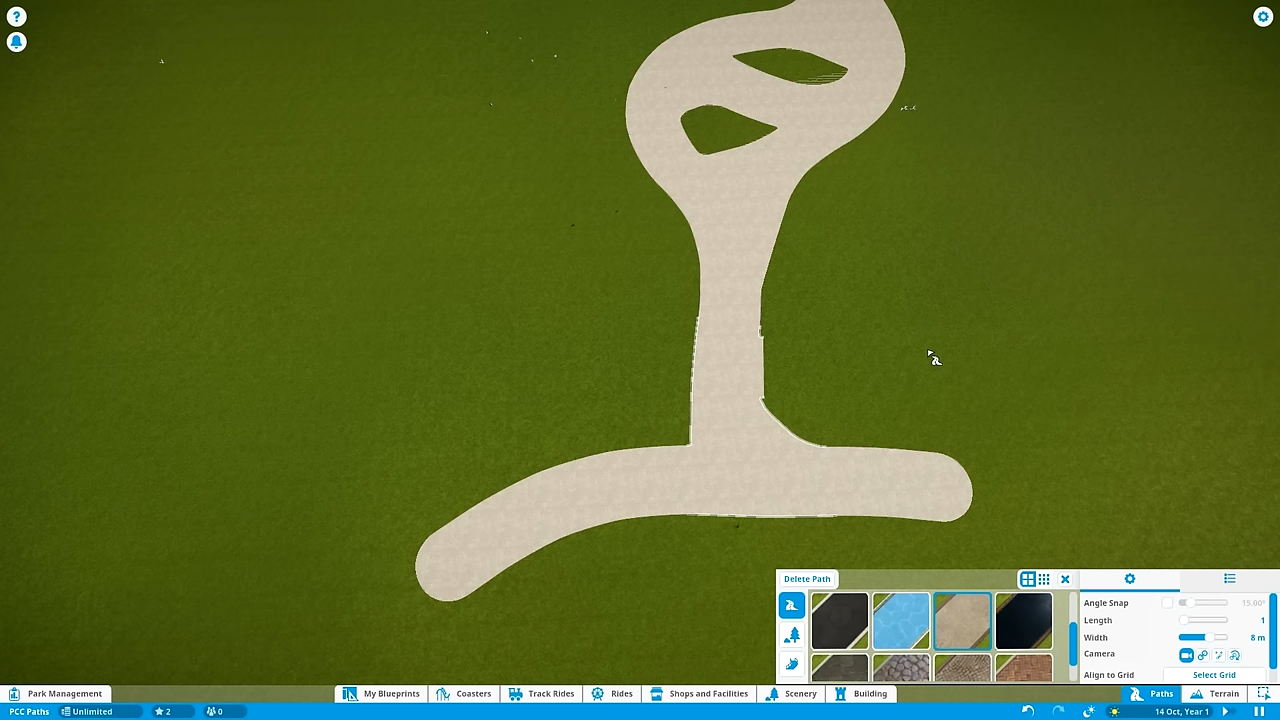 ?
Delete Path
Angle Snap 15.00°
Length 1
Width 8 m
Camera
Align to Grid Select Grid
Park Management My Blueprints Coasters Track Rides Rides Shops and Facilities Scenery Building Paths Terrain
PCC Paths Unlimited 2 0 14 Oct, Year 1